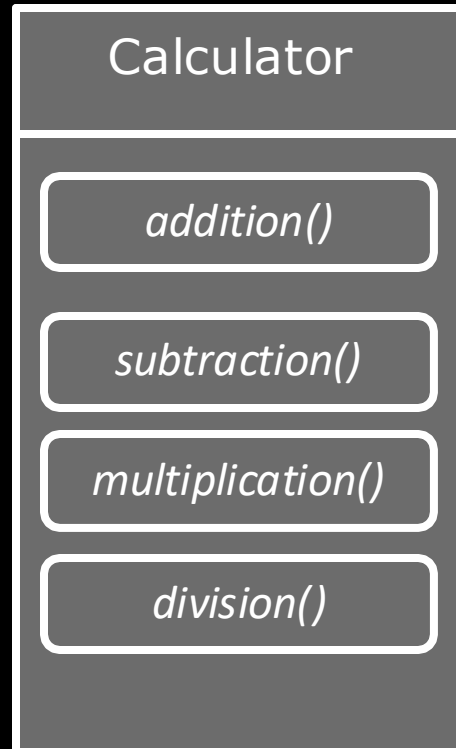 Calculator
addition()
subtraction()
multiplication()
division()